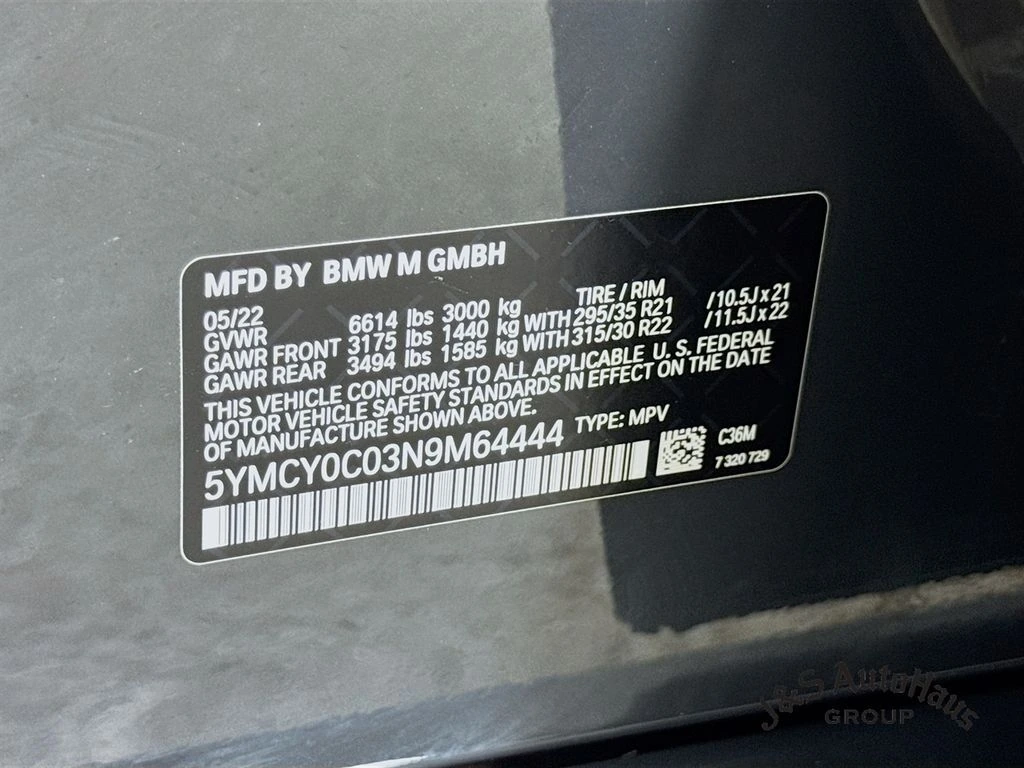 MFD BY BMW M GMBH
05/22 TIRE / RIM
GVWR 6614 lbs 3000 kg
GAWR FRONT 3175 lbs 1440 kg WITH 295/35 R21 /10.5J x 21
GAWR REAR 3494 lbs 1585 kg WITH 315/30 R22 /11.5J x 22
THIS VEHICLE CONFORMS TO ALL APPLICABLE U. S. FEDERAL
MOTOR VEHICLE SAFETY STANDARDS IN EFFECT ON THE DATE
OF MANUFACTURE SHOWN ABOVE.
5YMCY0C03N9M64444 TYPE: MPV
C36M
7 320 729
J&S AutoHaus
GROUP